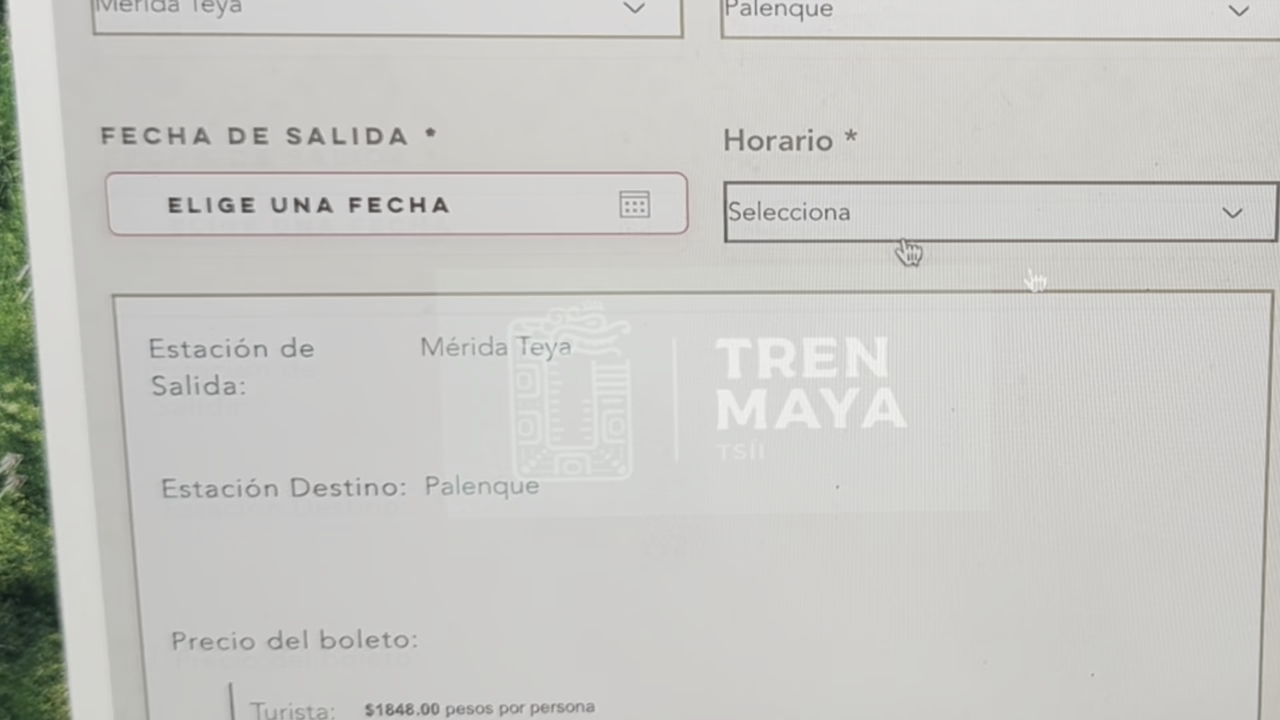 Mérida Teya
Palenque
FECHA DE SALIDA *
Horario *
ELIGE UNA FECHA
Selecciona
Estación de
Salida:
Mérida Teya
TREN
MAYA
TSÍI
Estación Destino: Palenque
Precio del boleto:
Turista: $1848.00 pesos por persona